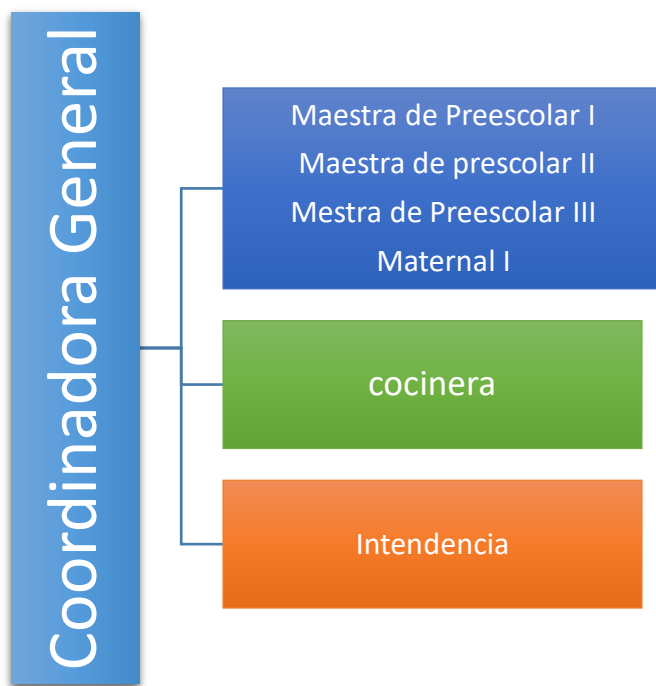 Coordinadora General
Maestra de Preescolar I
Maestra de prescolar II
Mestra de Preescolar III
Maternal I
cocinera
Intendencia